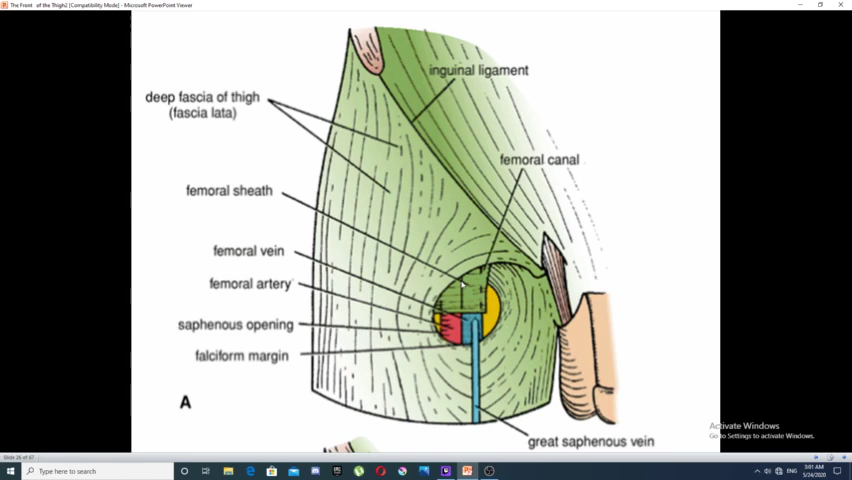 The Front of the Thigh2 [Compatibility Mode] - Microsoft PowerPoint Viewer
inguinal ligament
deep fascia of thigh
(fascia lata)
femoral canal
femoral sheath
femoral vein
femoral artery
saphenous opening
falciform margin
A
great saphenous vein
Activate Windows
Go to Settings to activate Windows.
Slide 26 of 67
Type here to search
ENG
3:01 AM
5/24/2020